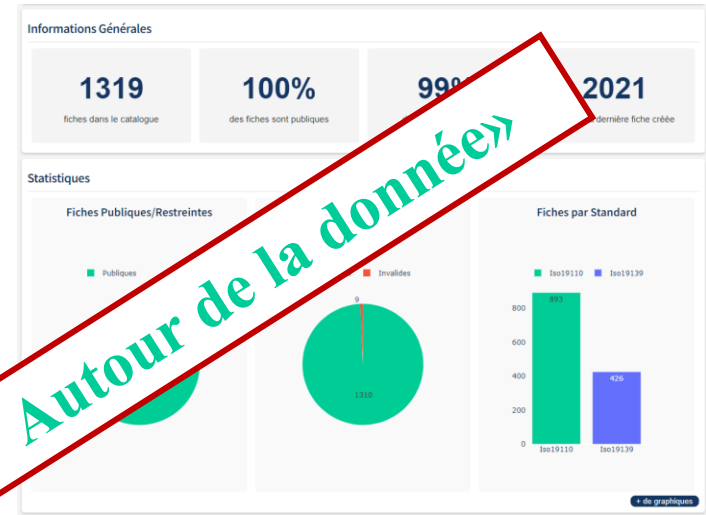 Informations Générales
1319
100%
99%
2021
fiches dans le catalogue
des fiches sont publiques
dernière fiche créée
Autour de la donnée»
Statistiques
Fiches Publiques/Restreintes
Fiches par Standard
Publiques
Invalides
Iso19110
Iso19139
9
1310
893
426
800
600
400
200
0
Iso19110
Iso19139
+ de graphiques